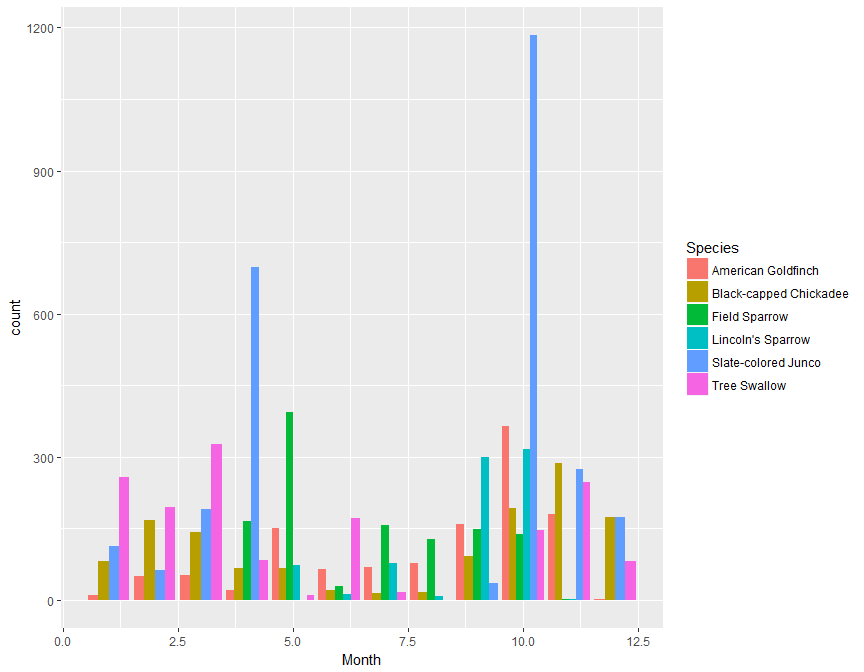 1200
900
600
300
0
count
0.0 2.5 5.0 7.5 10.0 12.5
Month
Species
American Goldfinch
Black-capped Chickadee
Field Sparrow
Lincoln's Sparrow
Slate-colored Junco
Tree Swallow